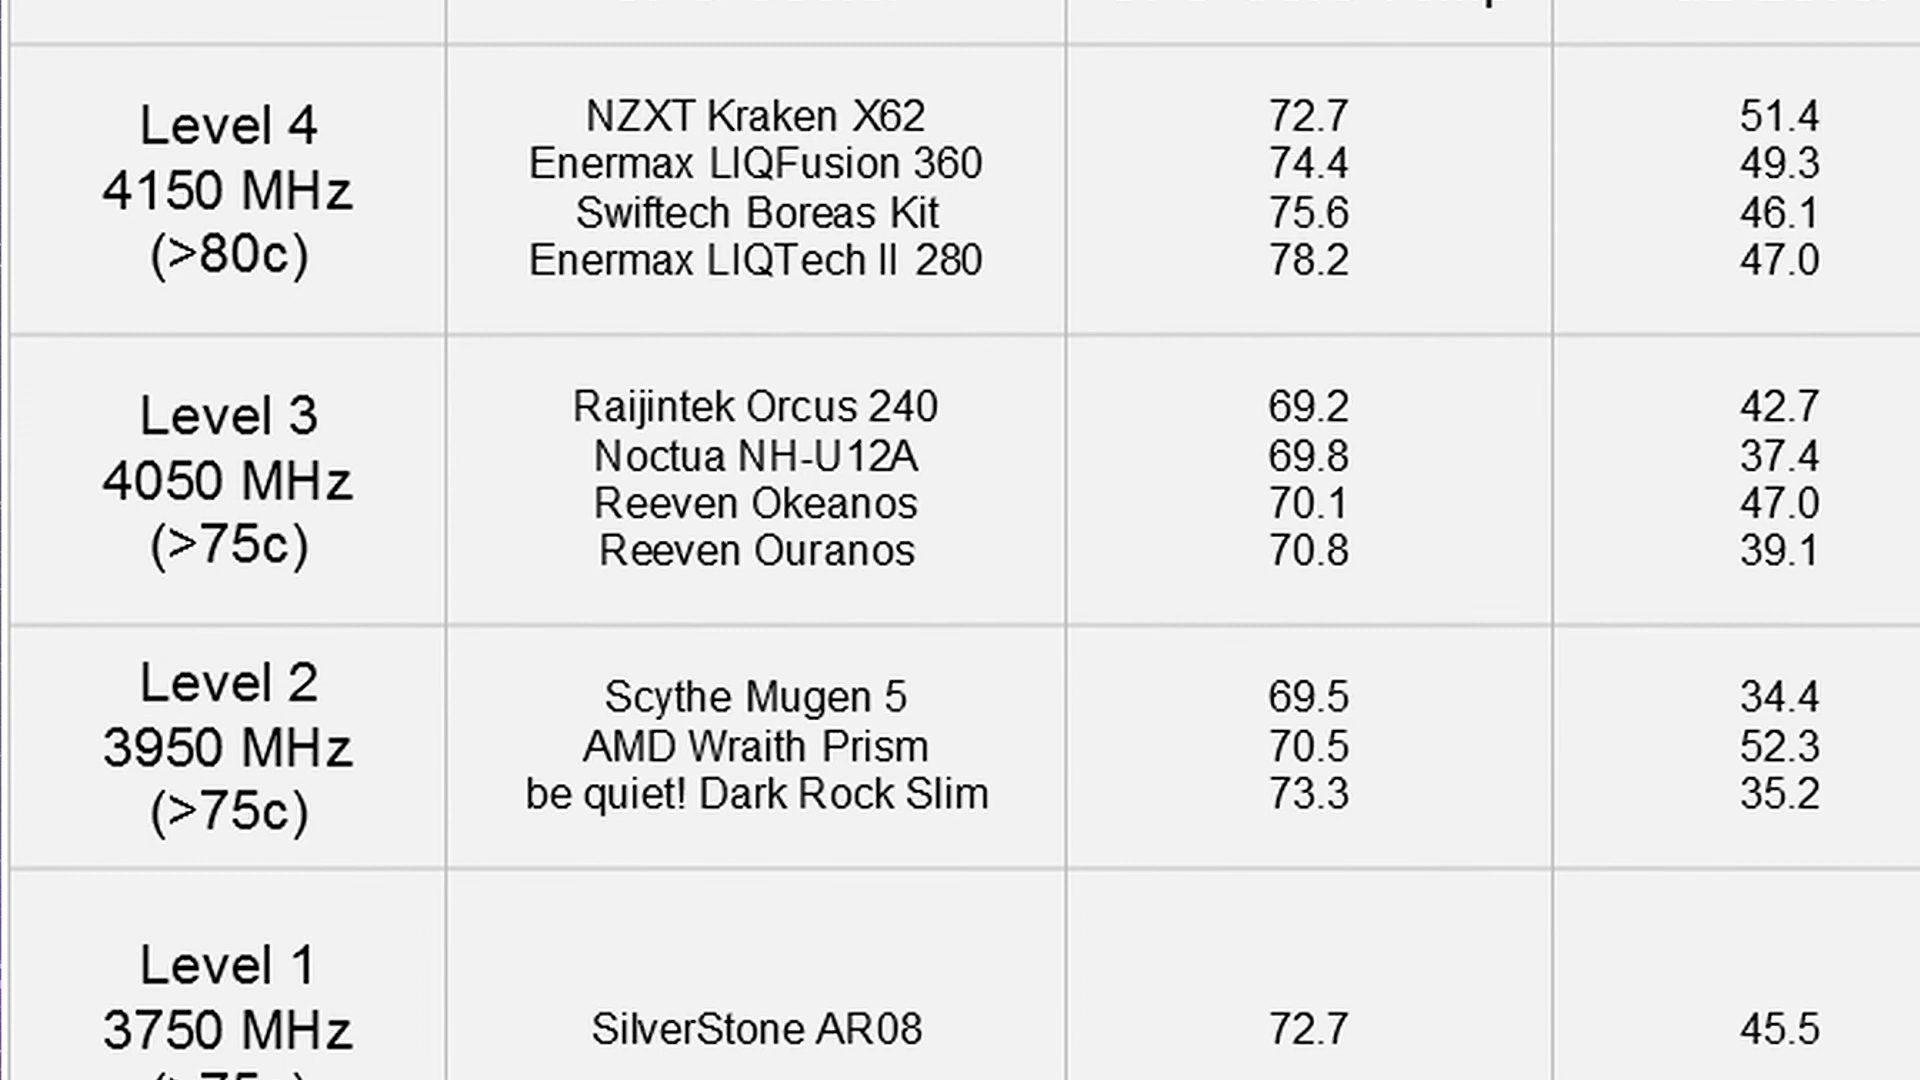 Level 4
4150 MHz
(>80c)
NZXT Kraken X62 72.7 51.4
Enermax LIQFusion 360 74.4 49.3
Swiftech Boreas Kit 75.6 46.1
Enermax LIQTech II 280 78.2 47.0
Level 3
4050 MHz
(>75c)
Raijintek Orcus 240 69.2 42.7
Noctua NH-U12A 69.8 37.4
Reeven Okeanos 70.1 47.0
Reeven Ouranos 70.8 39.1
Level 2
3950 MHz
(>75c)
Scythe Mugen 5 69.5 34.4
AMD Wraith Prism 70.5 52.3
be quiet! Dark Rock Slim 73.3 35.2
Level 1
3750 MHz
SilverStone AR08 72.7 45.5